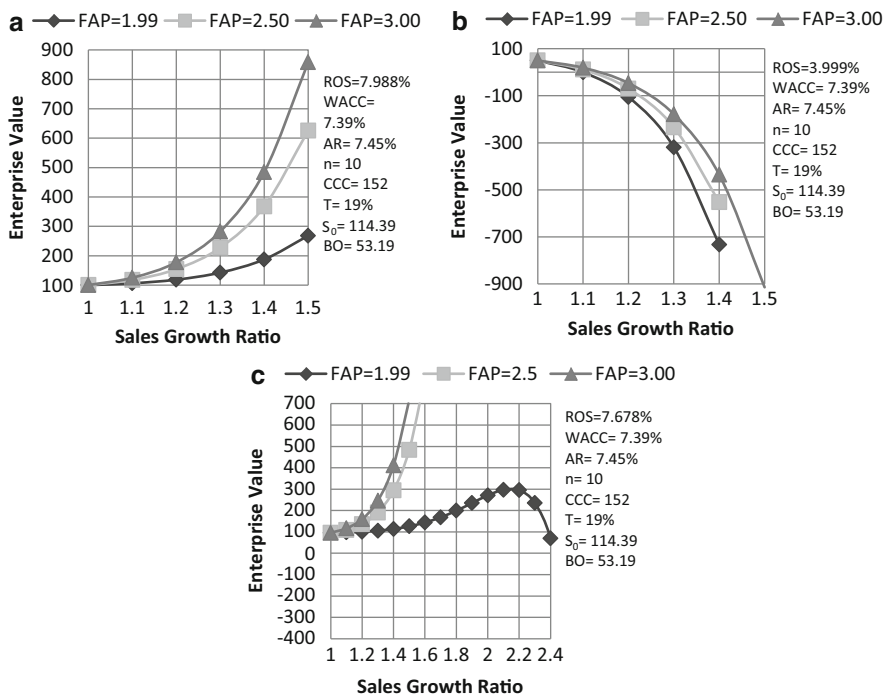 a
FAP=1.99 FAP=2.50 FAP=3.00
Enterprise Value
900
800
700
600
500
400
300
200
100
1 1.1 1.2 1.3 1.4 1.5
Sales Growth Ratio
ROS=7.988%
WACC=
7.39%
AR=7.45%
n= 10
CCC= 152
T= 19%
S₀= 114.39
BO= 53.19
b
FAP=1.99 FAP=2.50 FAP=3.00
Enterprise Value
100
-100
-300
-500
-700
-900
1 1.1 1.2 1.3 1.4 1.5
Sales Growth Ratio
ROS=3.999%
WACC= 7.39%
AR= 7.45%
n= 10
CCC= 152
T= 19%
S₀= 114.39
BO= 53.19
c
FAP=1.99 FAP=2.5 FAP=3.00
Enterprise Value
700
600
500
400
300
200
100
0
-100
-200
-300
-400
1 1.2 1.4 1.6 1.8 2 2.2 2.4
Sales Growth Ratio
ROS=7.678%
WACC= 7.39%
AR= 7.45%
n= 10
CCC= 152
T= 19%
S₀= 114.39
BO= 53.19